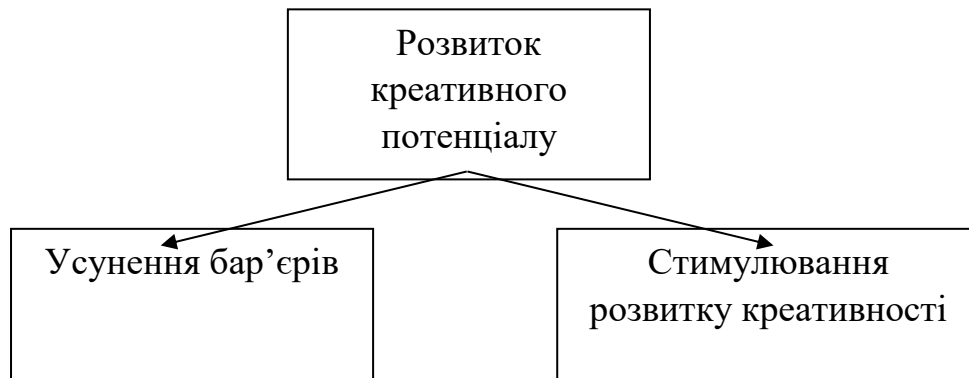 Розвиток
креативного
потенціалу
Усунення бар’єрів
Стимулювання
розвитку креативності